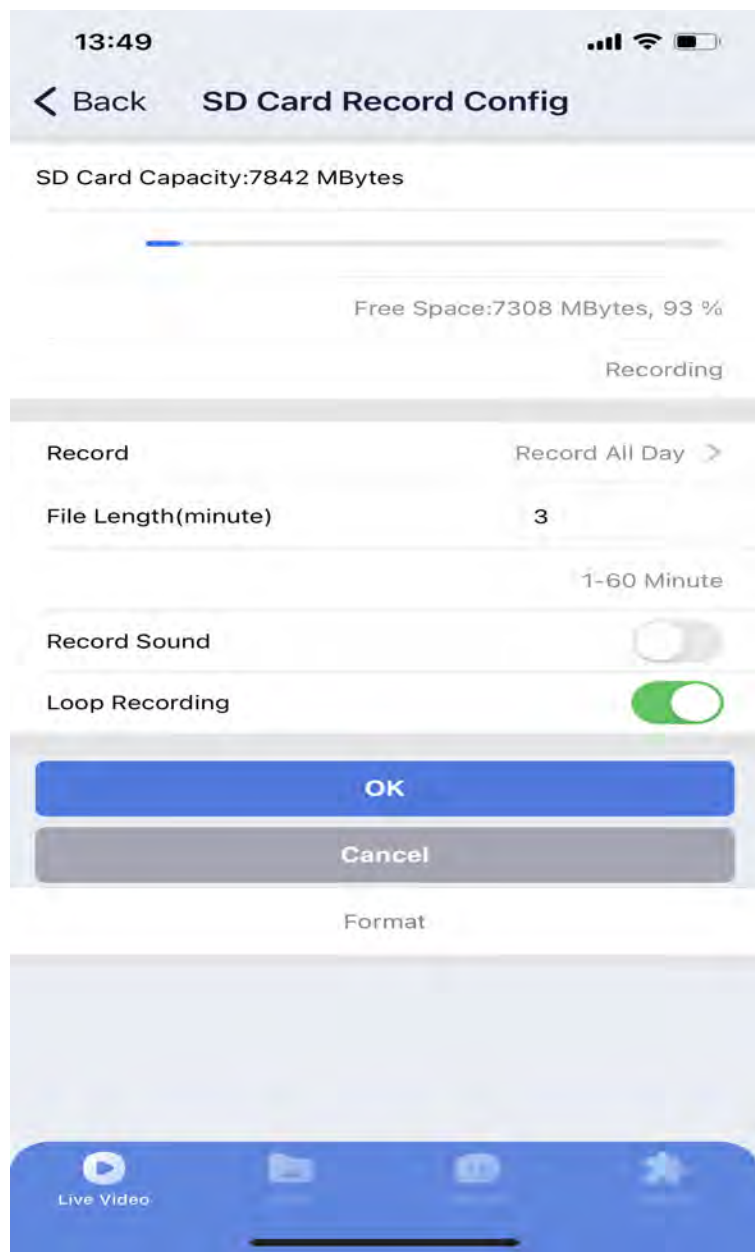 13:49
Back SD Card Record Config
SD Card Capacity:7842 MBytes
Free Space:7308 MBytes, 93 %
Recording
Record Record All Day >
File Length(minute) 3
1-60 Minute
Record Sound
Loop Recording
OK
Cancel
Format
Live Video